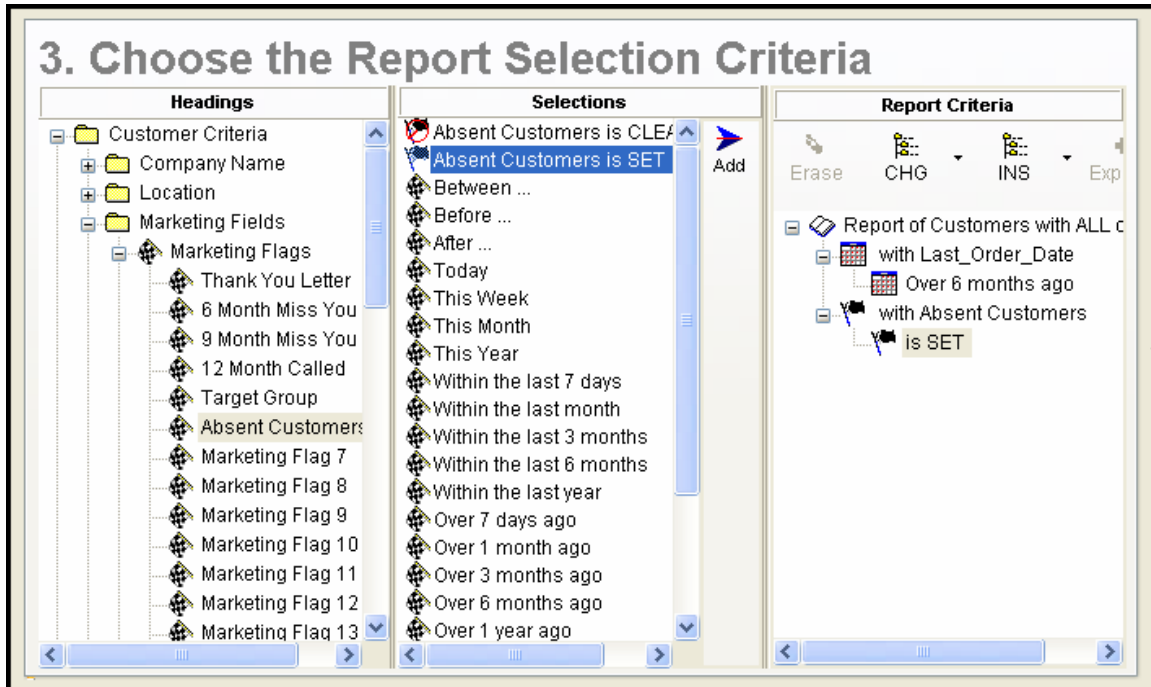 3. Choose the Report Selection Criteria
Headings
Customer Criteria
Company Name
Location
Marketing Fields
Marketing Flags
Thank You Letter
6 Month Miss You
9 Month Miss You
12 Month Called
Target Group
Absent Customers
Marketing Flag 7
Marketing Flag 8
Marketing Flag 9
Marketing Flag 10
Marketing Flag 11
Marketing Flag 12
Marketing Flag 13
Selections
Absent Customers is CLEA
Absent Customers is SET
Between ...
Before ...
After ...
Today
This Week
This Month
This Year
Within the last 7 days
Within the last month
Within the last 3 months
Within the last 6 months
Within the last year
Over 7 days ago
Over 1 month ago
Over 3 months ago
Over 6 months ago
Over 1 year ago
Add
Report Criteria
Erase CHG INS Exp
Report of Customers with ALL c
with Last_Order_Date
Over 6 months ago
with Absent Customers
is SET